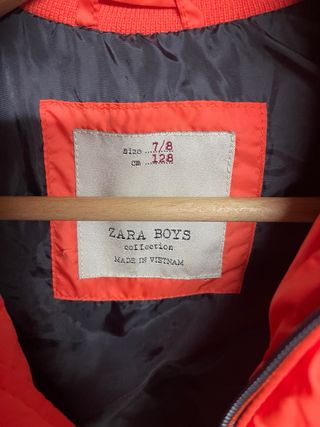 size ....7/8
cm ....128
ZARA BOYS
collection
MADE IN VIETNAM